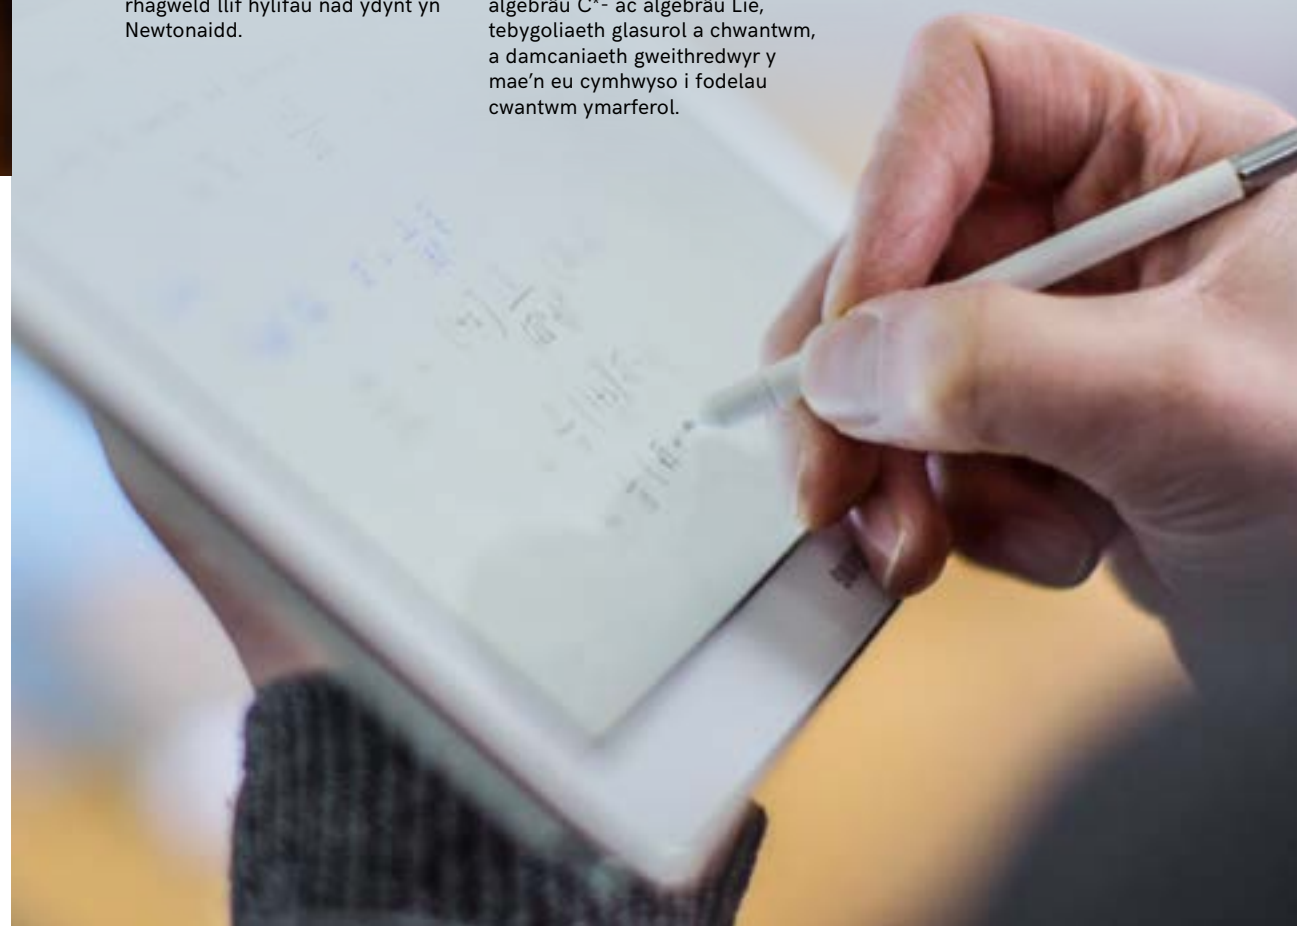 rhagweld llif hylifau nad ydynt yn
Newtonaidd.
algebrâu C*- ac algebrâu Lie,
tebygoliaeth glasurol a chwantwm,
a damcaniaeth gweithredwyr y
mae’n eu cymhwyso i fodelau
cwantwm ymarferol.